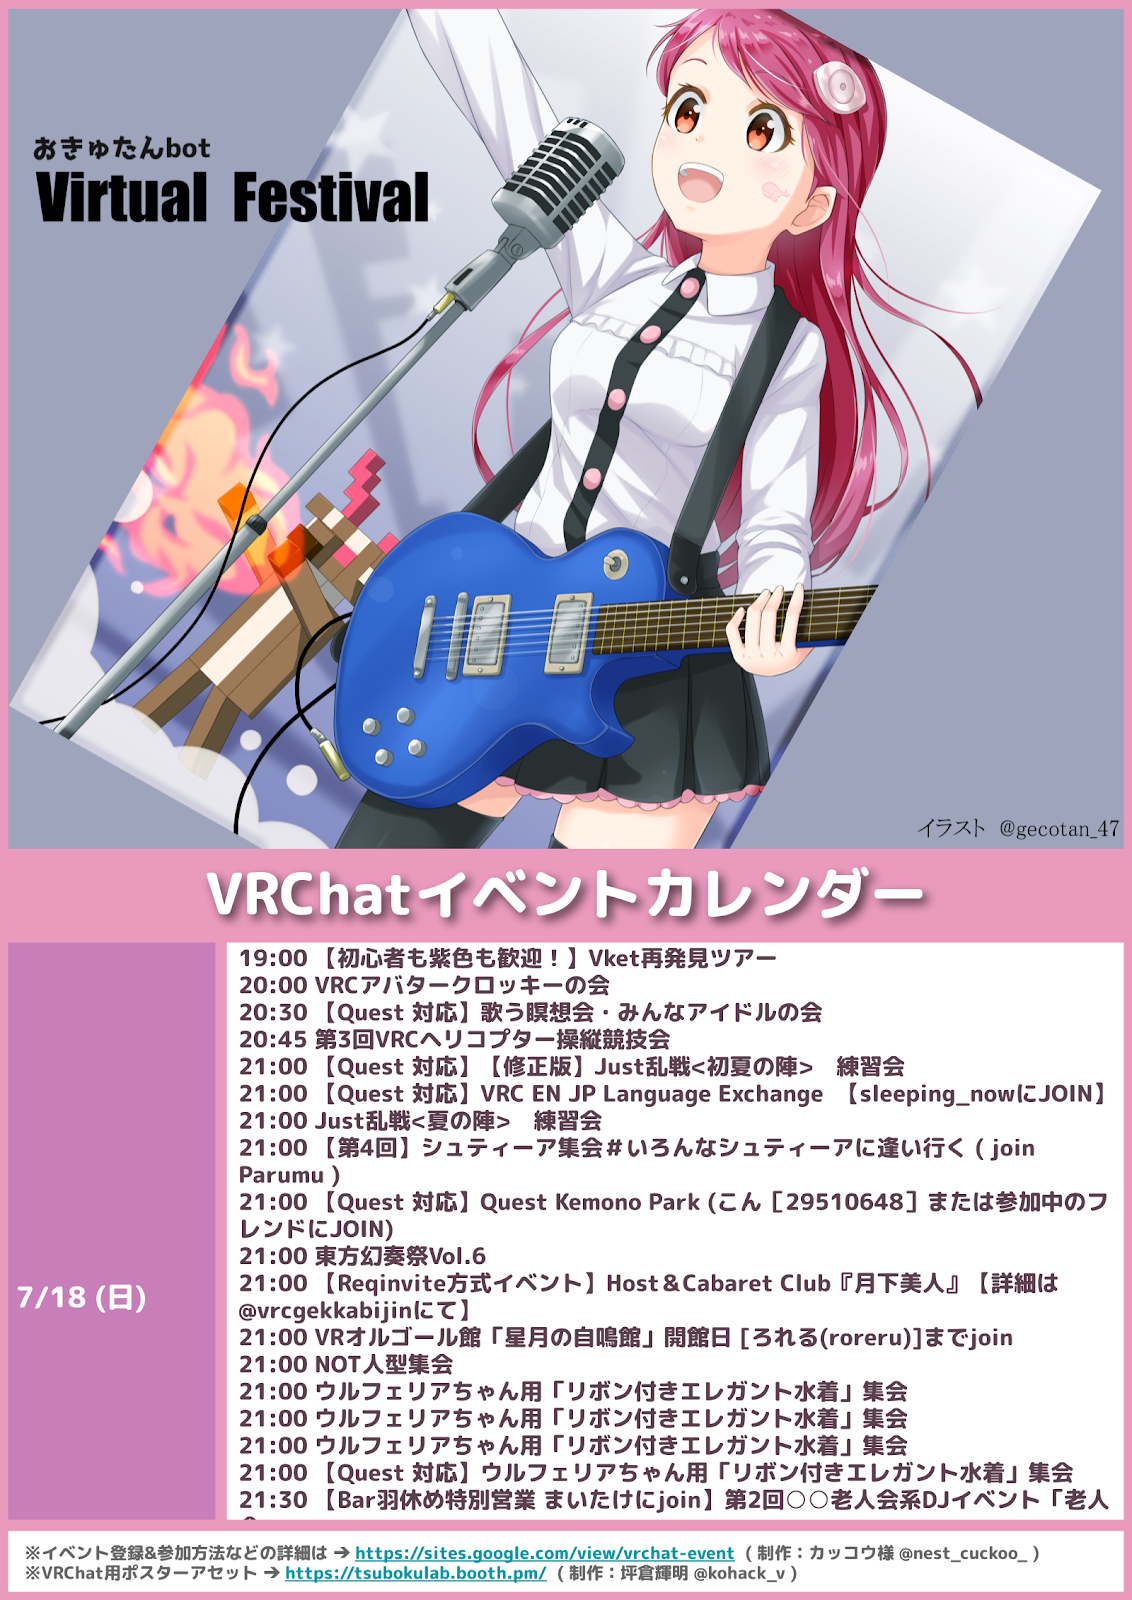 おきゅたんbot
Virtual Festival
イラスト @gecotan_47
VRChatイベントカレンダー
7/18 (日)
19:00 【初心者も紫色も歓迎！】Vket再発見ツアー
20:00 VRCアバタークロッキーの会
20:30 【Quest 対応】歌う瞑想会・みんなアイドルの会
20:45 第3回VRCヘリコプター操縦競技会
21:00 【Quest 対応】【修正版】Just乱戦<初夏の陣>　練習会
21:00 【Quest 対応】VRC EN JP Language Exchange 【sleeping_nowにJOIN】
21:00 Just乱戦<夏の陣>　練習会
21:00 【第4回】シュティーア集会＃いろんなシュティーアに逢い行く ( join
Parumu )
21:00 【Quest 対応】Quest Kemono Park (こん［29510648］または参加中のフ
レンドにJOIN)
21:00 東方幻奏祭Vol.6
21:00 【Reqinvite方式イベント】Host＆Cabaret Club『月下美人』【詳細は
@vrcgekkabijinにて】
21:00 VRオルゴール館「星月の自鳴館」開館日 [ろれる(roreru)]までjoin
21:00 NOT人型集会
21:00 ウルフェリアちゃん用「リボン付きエレガント水着」集会
21:00 ウルフェリアちゃん用「リボン付きエレガント水着」集会
21:00 ウルフェリアちゃん用「リボン付きエレガント水着」集会
21:00 【Quest 対応】ウルフェリアちゃん用「リボン付きエレガント水着」集会
21:30 【Bar羽休め特別営業 まいたけにjoin】第2回○○老人会系DJイベント「老人
※イベント登録&参加方法などの詳細は → https://sites.google.com/view/vrchat-event ( 制作：カッコウ様 @nest_cuckoo_ )
※VRChat用ポスターアセット → https://tsubokulab.booth.pm/ ( 制作：坪倉輝明 @kohack_v )